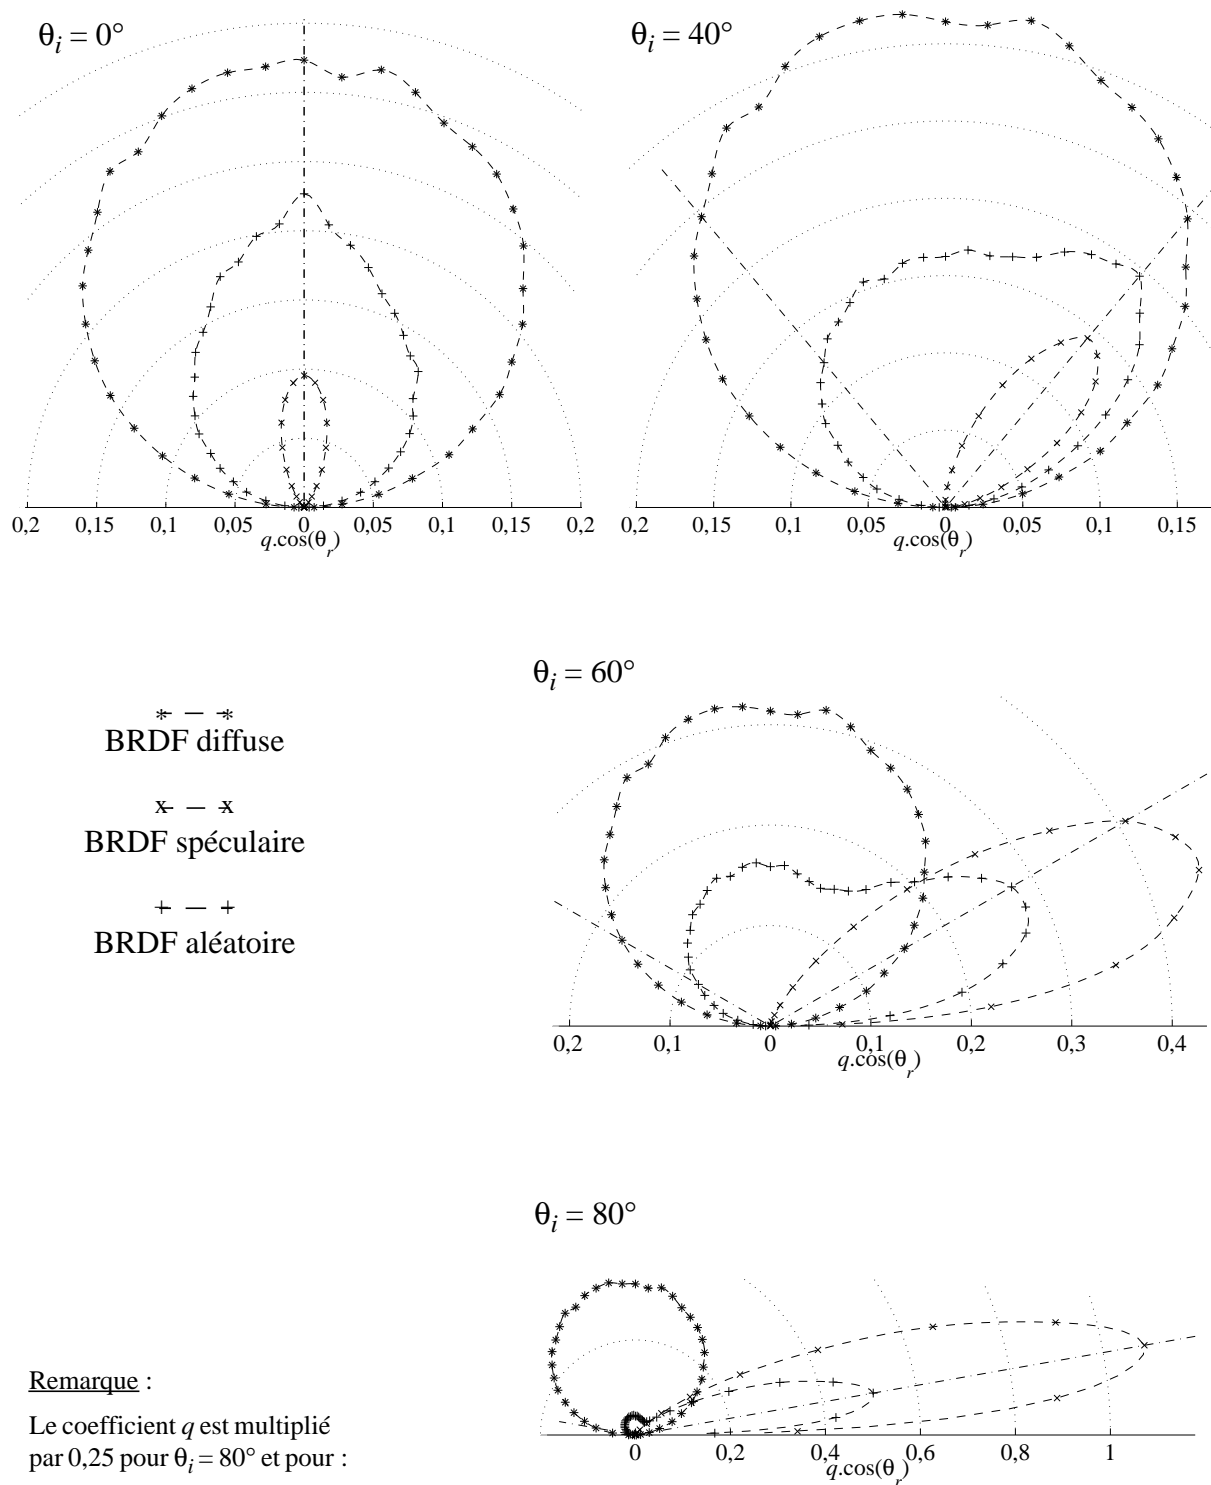 θi = 0°
θi = 40°
0,2 0,15 0,1 0,05 0 0,05 0,1 0,15 0,2
q.cos(θr)
0,2 0,15 0,1 0,05 0 0,05 0,1 0,15
q.cos(θr)
θi = 60°
BRDF diffuse
x x
BRDF spéculaire
BRDF aléatoire
0,2 0,1 0 0,1 0,2 0,3 0,4
q.cos(θr)
θi = 80°
0 0,2 0,4 0,6 0,8 1
q.cos(θr)
Remarque :
Le coefficient q est multiplié
par 0,25 pour θi = 80° et pour :